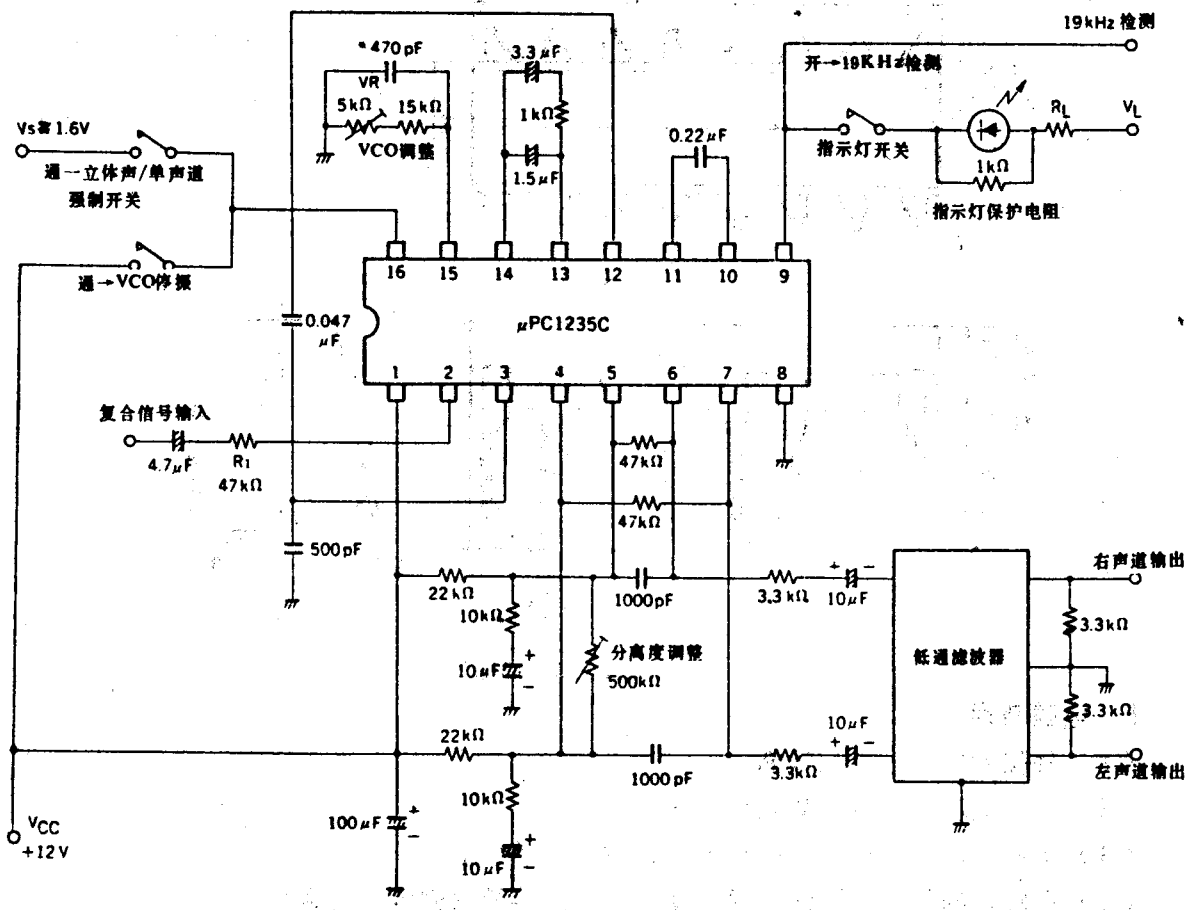 19kHz 检测
*470 pF
3.3 μF
开→19KHz检测
VR
5kΩ
15kΩ
1kΩ
RL
VL
Vs≧1.6V
VCO调整
0.22μF
指示灯开关
1kΩ
通—立体声/单声道
强制开关
1.5μF
指示灯保护电阻
通→VCO停振
16
15
14
13
12
11
10
9
0.047
μF
μPC1235C
1
2
3
4
5
6
7
8
复合信号输入
4.7μF
R1
47kΩ
47kΩ
47kΩ
500pF
右声道输出
22kΩ
1000pF
3.3kΩ
+
−
10μF
10kΩ
3.3kΩ
分离度调整
500kΩ
10μF
+
−
低通滤波器
3.3kΩ
22kΩ
10μF
+
−
1000pF
3.3kΩ
左声道输出
10kΩ
VCC
+12V
100μF
+
−
10μF
+
−